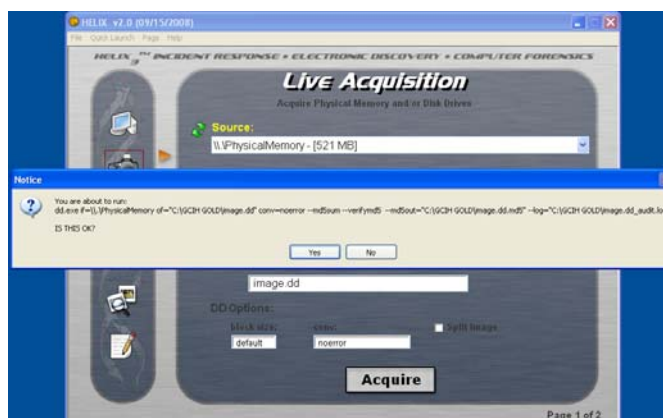 HELIX v2.0 (09/15/2008)
File Quick Launch Page Help
HELIX3™ INCIDENT RESPONSE • ELECTRONIC DISCOVERY • COMPUTER FORENSICS
Live Acquisition
Acquire Physical Memory and or Disk Drives
Source:
\\.\PhysicalMemory - [521 MB]
Notice
You are about to run:
dd.exe if=\\.\PhysicalMemory of="C:\GCIH GOLD\image.dd" conv=noerror --md5sum --verifymd5 --md5out="C:\GCIH GOLD\image.dd.md5" --log="C:\GCIH GOLD\image.dd_audit.lo
IS THIS OK?
Yes No
image.dd
DD Options:
block size: conv: Split Image
default noerror
Acquire
Page 1 of 2